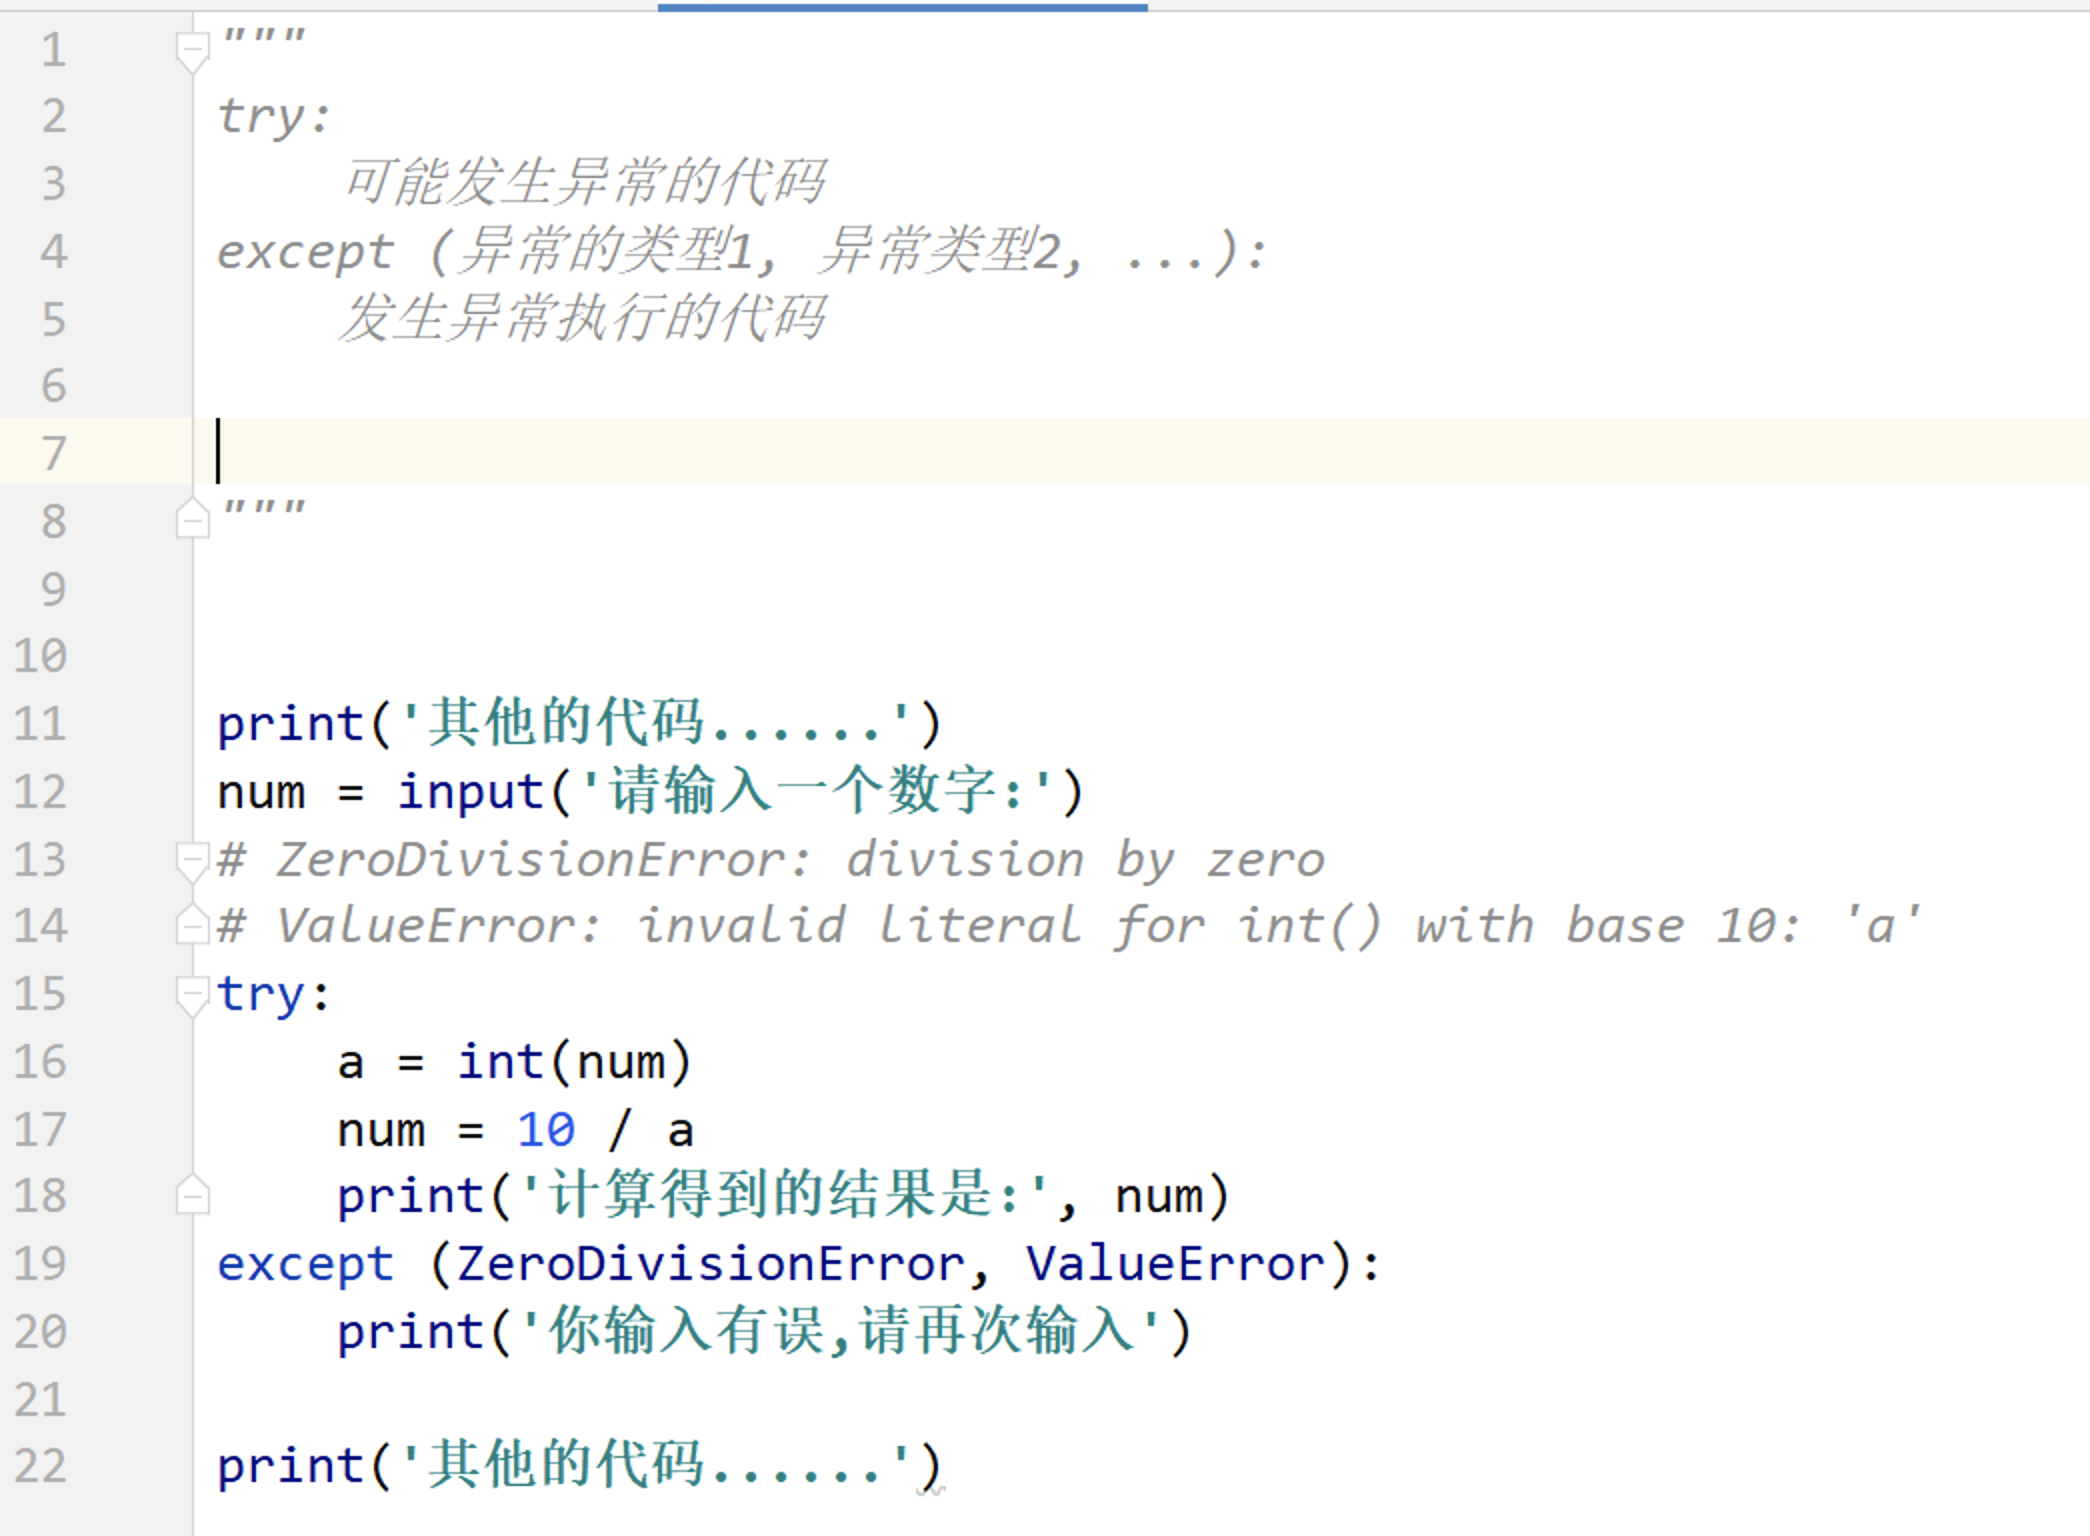 1 """
2 try:
3     可能发生异常的代码
4 except (异常的类型1, 异常类型2, ...):
5     发生异常执行的代码
6
7
8 """
9
10
11 print('其他的代码......')
12 num = input('请输入一个数字:')
13 # ZeroDivisionError: division by zero
14 # ValueError: invalid literal for int() with base 10: 'a'
15 try:
16     a = int(num)
17     num = 10 / a
18     print('计算得到的结果是:', num)
19 except (ZeroDivisionError, ValueError):
20     print('你输入有误,请再次输入')
21
22 print('其他的代码......')